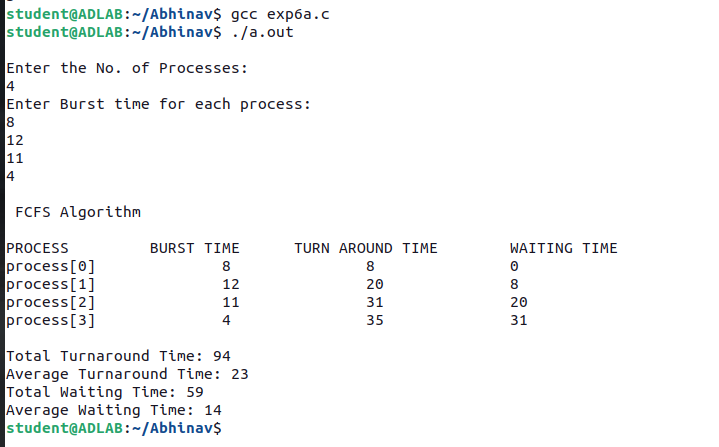 student@ADLAB:~/Abhinav$ gcc exp6a.c
student@ADLAB:~/Abhinav$ ./a.out
Enter the No. of Processes:
4
Enter Burst time for each process:
8
12
11
4
FCFS Algorithm
PROCESS BURST TIME TURN AROUND TIME WAITING TIME
process[0] 8 8 0
process[1] 12 20 8
process[2] 11 31 20
process[3] 4 35 31
Total Turnaround Time: 94
Average Turnaround Time: 23
Total Waiting Time: 59
Average Waiting Time: 14
student@ADLAB:~/Abhinav$